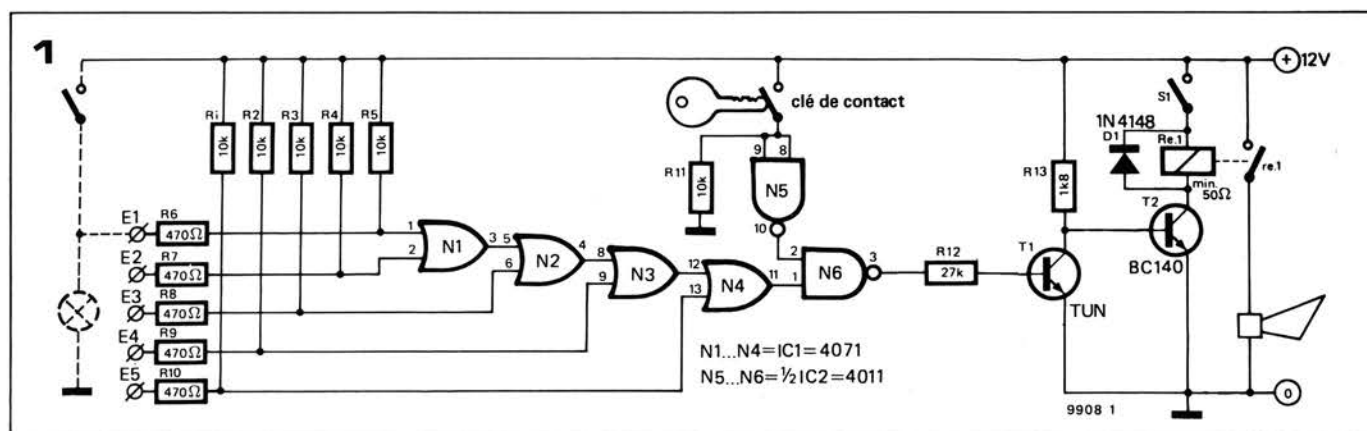 1
+ 12V
R1 R2 R3 R4 R5
10k 10k 10k 10k 10k
clé de contact
S1
1N4148
D1
Re.1
re.1
min.
50Ω
R11
10k
9 8
N5
10
R13
1k8
T2
BC140
E1 R6
470Ω
E2 R7
470Ω
E3 R8
470Ω
E4 R9
470Ω
E5 R10
470Ω
1
2
N1
3 5
6
N2
4 8
9
N3
12
13
N4
11
2
1
N6
3
R12
27k
T1
TUN
N1...N4=IC1=4071
N5...N6=½IC2=4011
9908 1
0